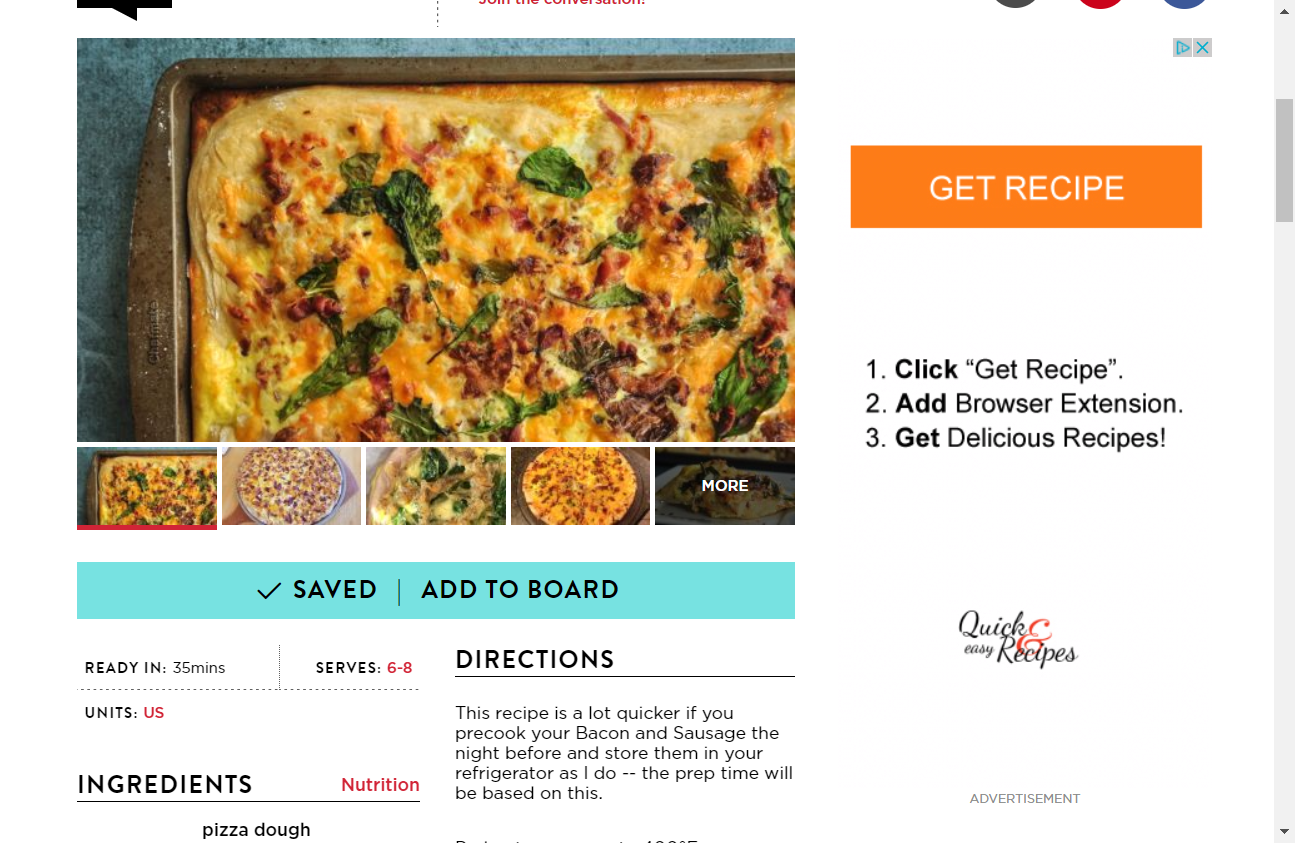 Join the conversation!
GET RECIPE
1. Click “Get Recipe”.
2. Add Browser Extension.
3. Get Delicious Recipes!
MORE
SAVED | ADD TO BOARD
Quick &
easy Recipes
READY IN: 35mins
SERVES: 6-8
UNITS: US
INGREDIENTS
Nutrition
pizza dough
DIRECTIONS
This recipe is a lot quicker if you
precook your Bacon and Sausage the
night before and store them in your
refrigerator as I do -- the prep time will
be based on this.
ADVERTISEMENT